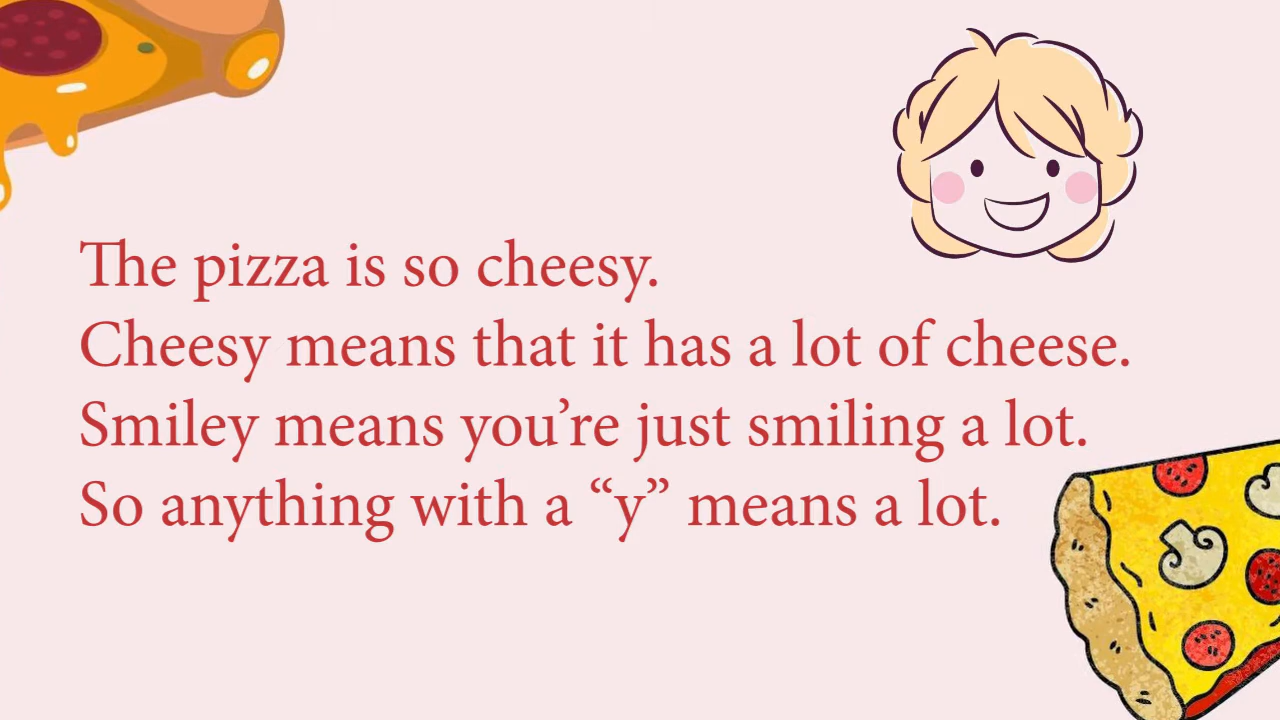 The pizza is so cheesy.
Cheesy means that it has a lot of cheese.
Smiley means you’re just smiling a lot.
So anything with a “y” means a lot.